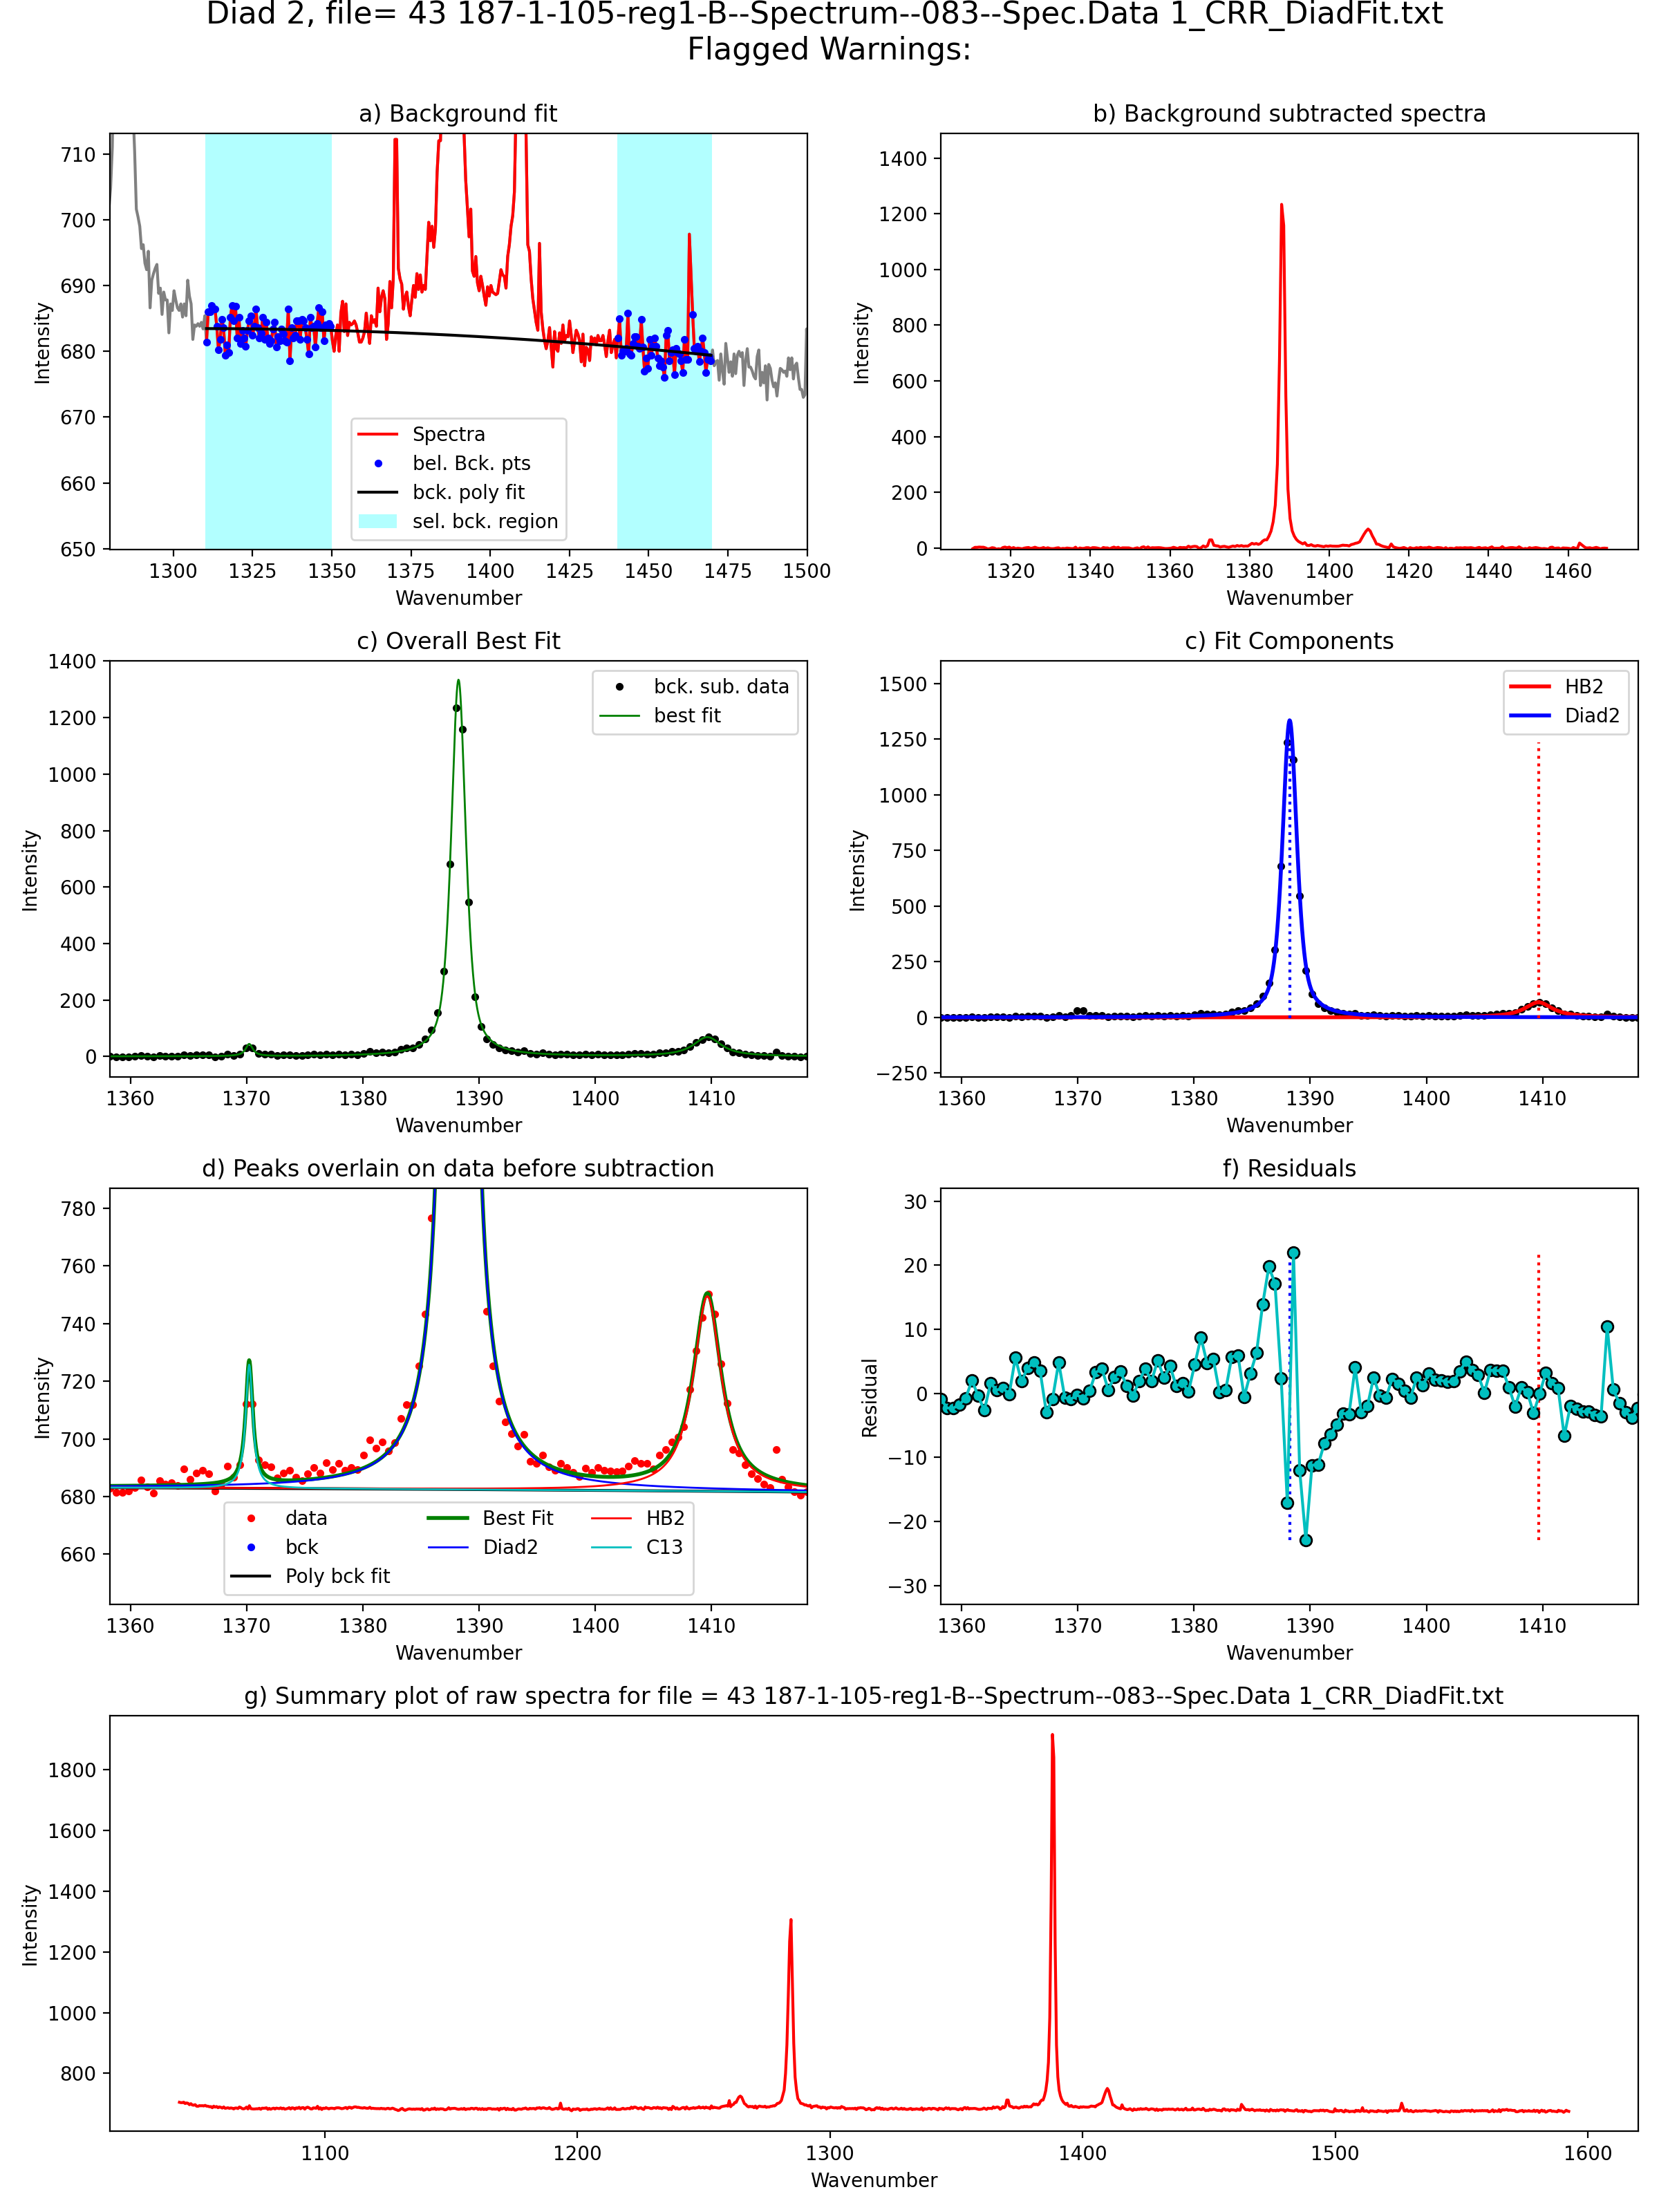 Diad 2, file= 43 187-1-105-reg1-B--Spectrum--083--Spec.Data 1_CRR_DiadFit.txt
Flagged Warnings:
a) Background fit
710
700
690
680
670
660
650
Intensity
Spectra
bel. Bck. pts
bck. poly fit
sel. bck. region
1300 1325 1350 1375 1400 1425 1450 1475 1500
Wavenumber
b) Background subtracted spectra
1400
1200
1000
800
600
400
200
0
Intensity
1320 1340 1360 1380 1400 1420 1440 1460
Wavenumber
c) Overall Best Fit
1400
1200
1000
800
600
400
200
0
Intensity
bck. sub. data
best fit
1360 1370 1380 1390 1400 1410
Wavenumber
c) Fit Components
1500
1250
1000
750
500
250
0
−250
Intensity
HB2
Diad2
1360 1370 1380 1390 1400 1410
Wavenumber
d) Peaks overlain on data before subtraction
780
760
740
720
700
680
660
Intensity
data
bck
Poly bck fit
Best Fit
Diad2
HB2
C13
1360 1370 1380 1390 1400 1410
Wavenumber
f) Residuals
30
20
10
0
−10
−20
−30
Residual
1360 1370 1380 1390 1400 1410
Wavenumber
g) Summary plot of raw spectra for file = 43 187-1-105-reg1-B--Spectrum--083--Spec.Data 1_CRR_DiadFit.txt
1800
1600
1400
1200
1000
800
Intensity
1100 1200 1300 1400 1500 1600
Wavenumber